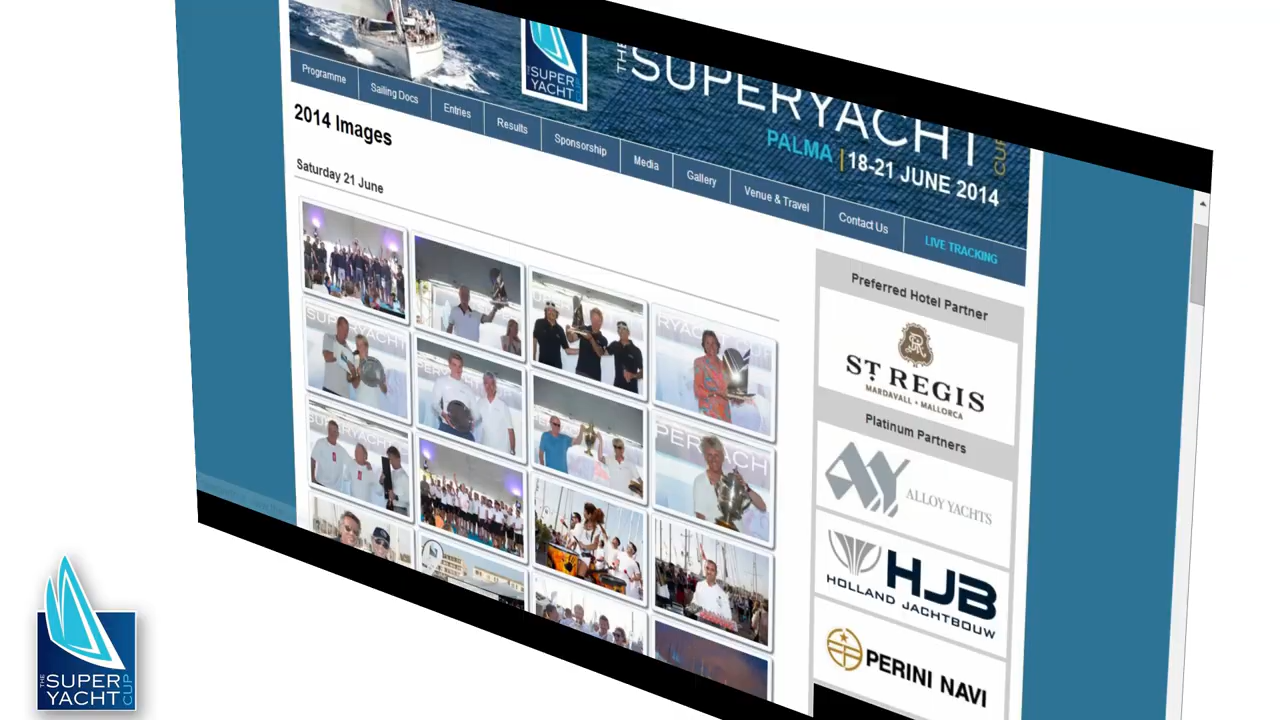 THE
SUPERYACHT
CUP
PALMA | 18-21 JUNE 2014
THE
SUPER
YACHT
Programme
Sailing Docs
Entries
Results
Sponsorship
Media
Gallery
Venue & Travel
Contact Us
LIVE TRACKING
2014 Images
Saturday 21 June
SUPERYACHT
SUPERYACHT
Preferred Hotel Partner
ST REGIS
MARDAVALL • MALLORCA
Platinum Partners
ALLOY YACHTS
HJB
HOLLAND JACHTBOUW
PERINI NAVI
THE
SUPER
YACHT
CUP